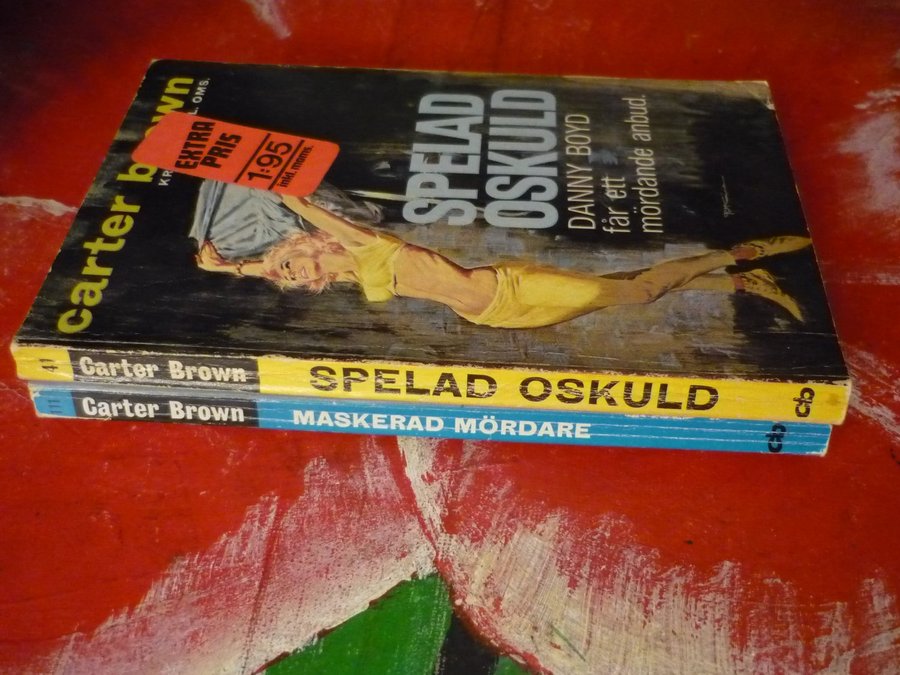 carter brown
L. OMS.
EXTRA
PRIS
1:95
inkl. moms.
SPELAD
OSKULD
DANNY BOYD
får ett
mördande anbud.
41 Carter Brown SPELAD OSKULD cb
111 Carter Brown MASKERAD MÖRDARE cb